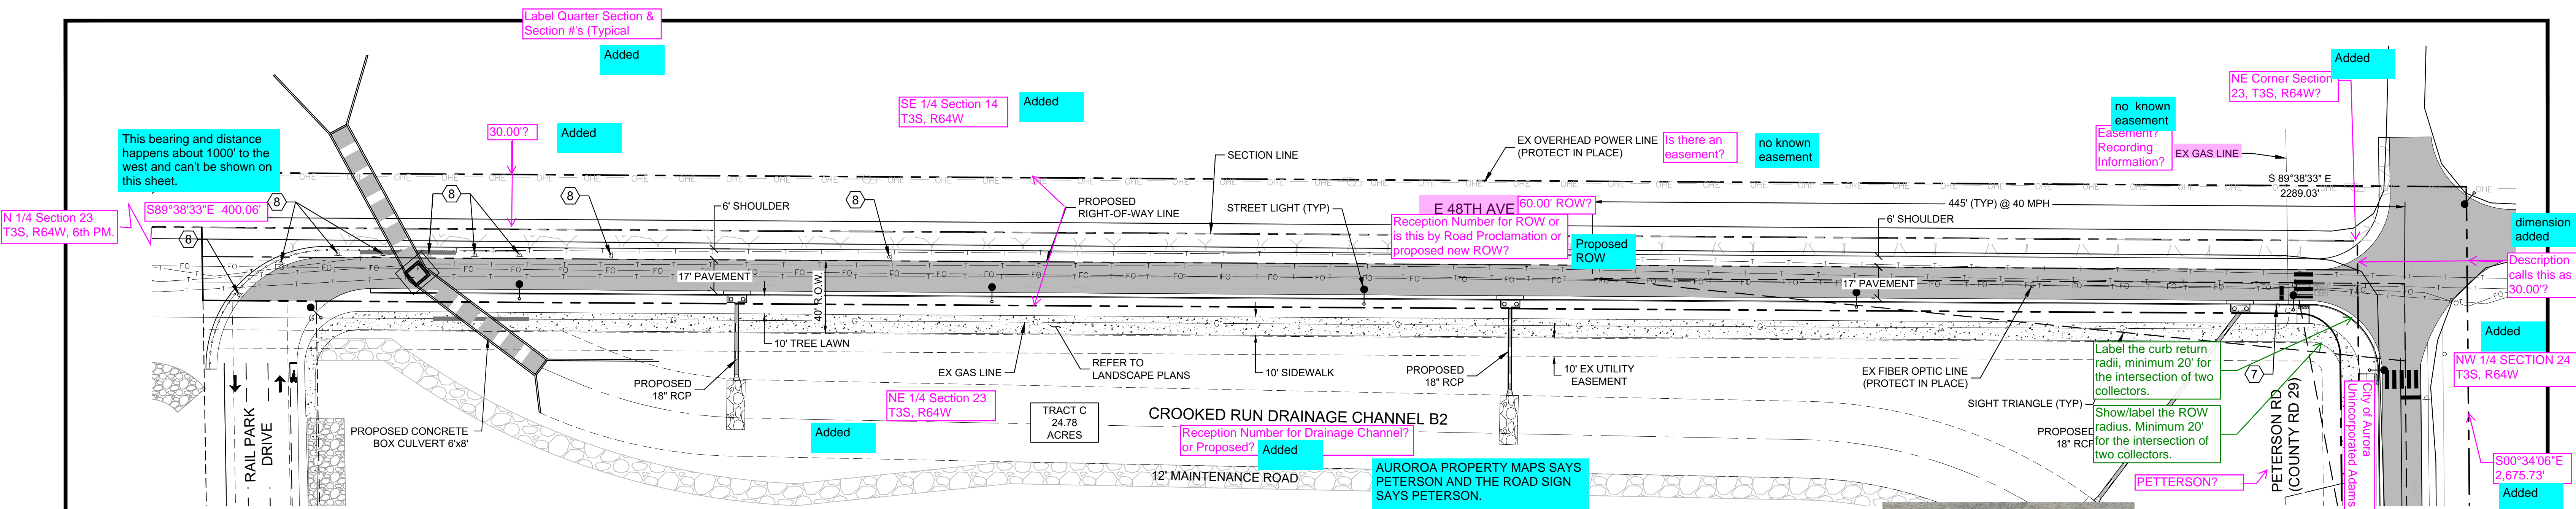 Label Quarter Section &
Section #'s (Typical
Added
SE 1/4 Section 14
T3S, R64W
Added
30.00'?
Added
This bearing and distance
happens about 1000' to the
west and can't be shown on
this sheet.
S89°38'33"E 400.06'
N 1/4 Section 23
T3S, R64W, 6th PM.
8
8
8
8
8
6' SHOULDER
SECTION LINE
PROPOSED
RIGHT-OF-WAY LINE
STREET LIGHT (TYP)
EX OVERHEAD POWER LINE
(PROTECT IN PLACE)
Is there an
easement?
no known
easement
E 48TH AVE
60.00' ROW?
Reception Number for ROW or
is this by Road Proclamation or
proposed new ROW?
Proposed
ROW
445' (TYP) @ 40 MPH
6' SHOULDER
no known
easement
Easement?
Recording
Information?
EX GAS LINE
NE Corner Section
23, T3S, R64W?
Added
S 89°38'33" E
2289.03'
dimension
added
Description
calls this as
30.00'?
17' PAVEMENT
40' R.O.W.
17' PAVEMENT
10' TREE LAWN
EX GAS LINE
REFER TO
LANDSCAPE PLANS
10' SIDEWALK
PROPOSED
18" RCP
PROPOSED
18" RCP
10' EX UTILITY
EASEMENT
EX FIBER OPTIC LINE
(PROTECT IN PLACE)
SIGHT TRIANGLE (TYP)
PROPOSED
18" RCP
Label the curb return
radii, minimum 20' for
the intersection of two
collectors.
Show/label the ROW
radius. Minimum 20'
for the intersection of
two collectors.
7
PETERSON RD
(COUNTY RD 29)
City of Aurora
Unincorporated Adams
Added
NW 1/4 SECTION 24
T3S, R64W
S00°34'06"E
2,675.73'
Added
PETTERSON?
RAIL PARK
DRIVE
PROPOSED CONCRETE
BOX CULVERT 6'x8'
NE 1/4 Section 23
T3S, R64W
Added
TRACT C
24.78
ACRES
CROOKED RUN DRAINAGE CHANNEL B2
Reception Number for Drainage Channel?
or Proposed?
Added
12' MAINTENANCE ROAD
AUROROA PROPERTY MAPS SAYS
PETERSON AND THE ROAD SIGN
SAYS PETERSON.